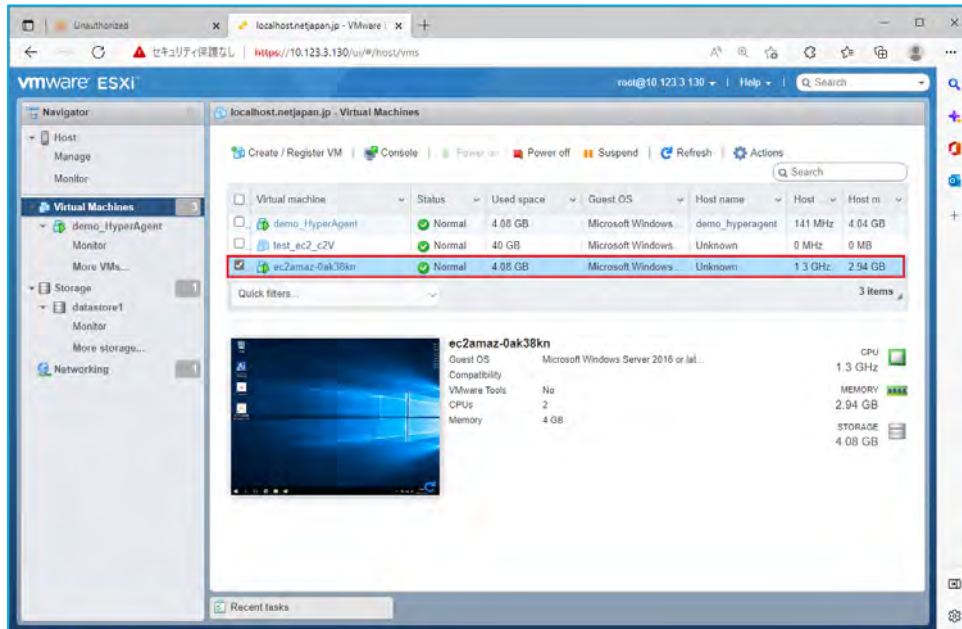 Unauthorized
localhost.netjapan.jp - VMware
セキュリティ保護なし | https://10.123.3.130/ui/#/host/vms
vmware ESXi
root@10.123.3.130 | Help | Search
Navigator
localhost.netjapan.jp - Virtual Machines
Host
Manage
Monitor
Create / Register VM | Console | Power on Power off Suspend | Refresh | Actions
Search
Virtual Machines 3
demo_HyperAgent
Monitor
More VMs...
Storage 1
datastore1
Monitor
More storage...
Networking 1
Virtual machine Status Used space Guest OS Host name Host Host m
demo_HyperAgent Normal 4.08 GB Microsoft Windows... demo_hyperagent 141 MHz 4.04 GB
test_ec2_c2V Normal 40 GB Microsoft Windows... Unknown 0 MHz 0 MB
ec2amaz-0ak38kn Normal 4.08 GB Microsoft Windows... Unknown 1.3 GHz 2.94 GB
Quick filters... 3 items
ec2amaz-0ak38kn
Guest OS Microsoft Windows Server 2016 or lat...
Compatibility
VMware Tools No
CPUs 2
Memory 4 GB
CPU
1.3 GHz
MEMORY
2.94 GB
STORAGE
4.08 GB
Recent tasks